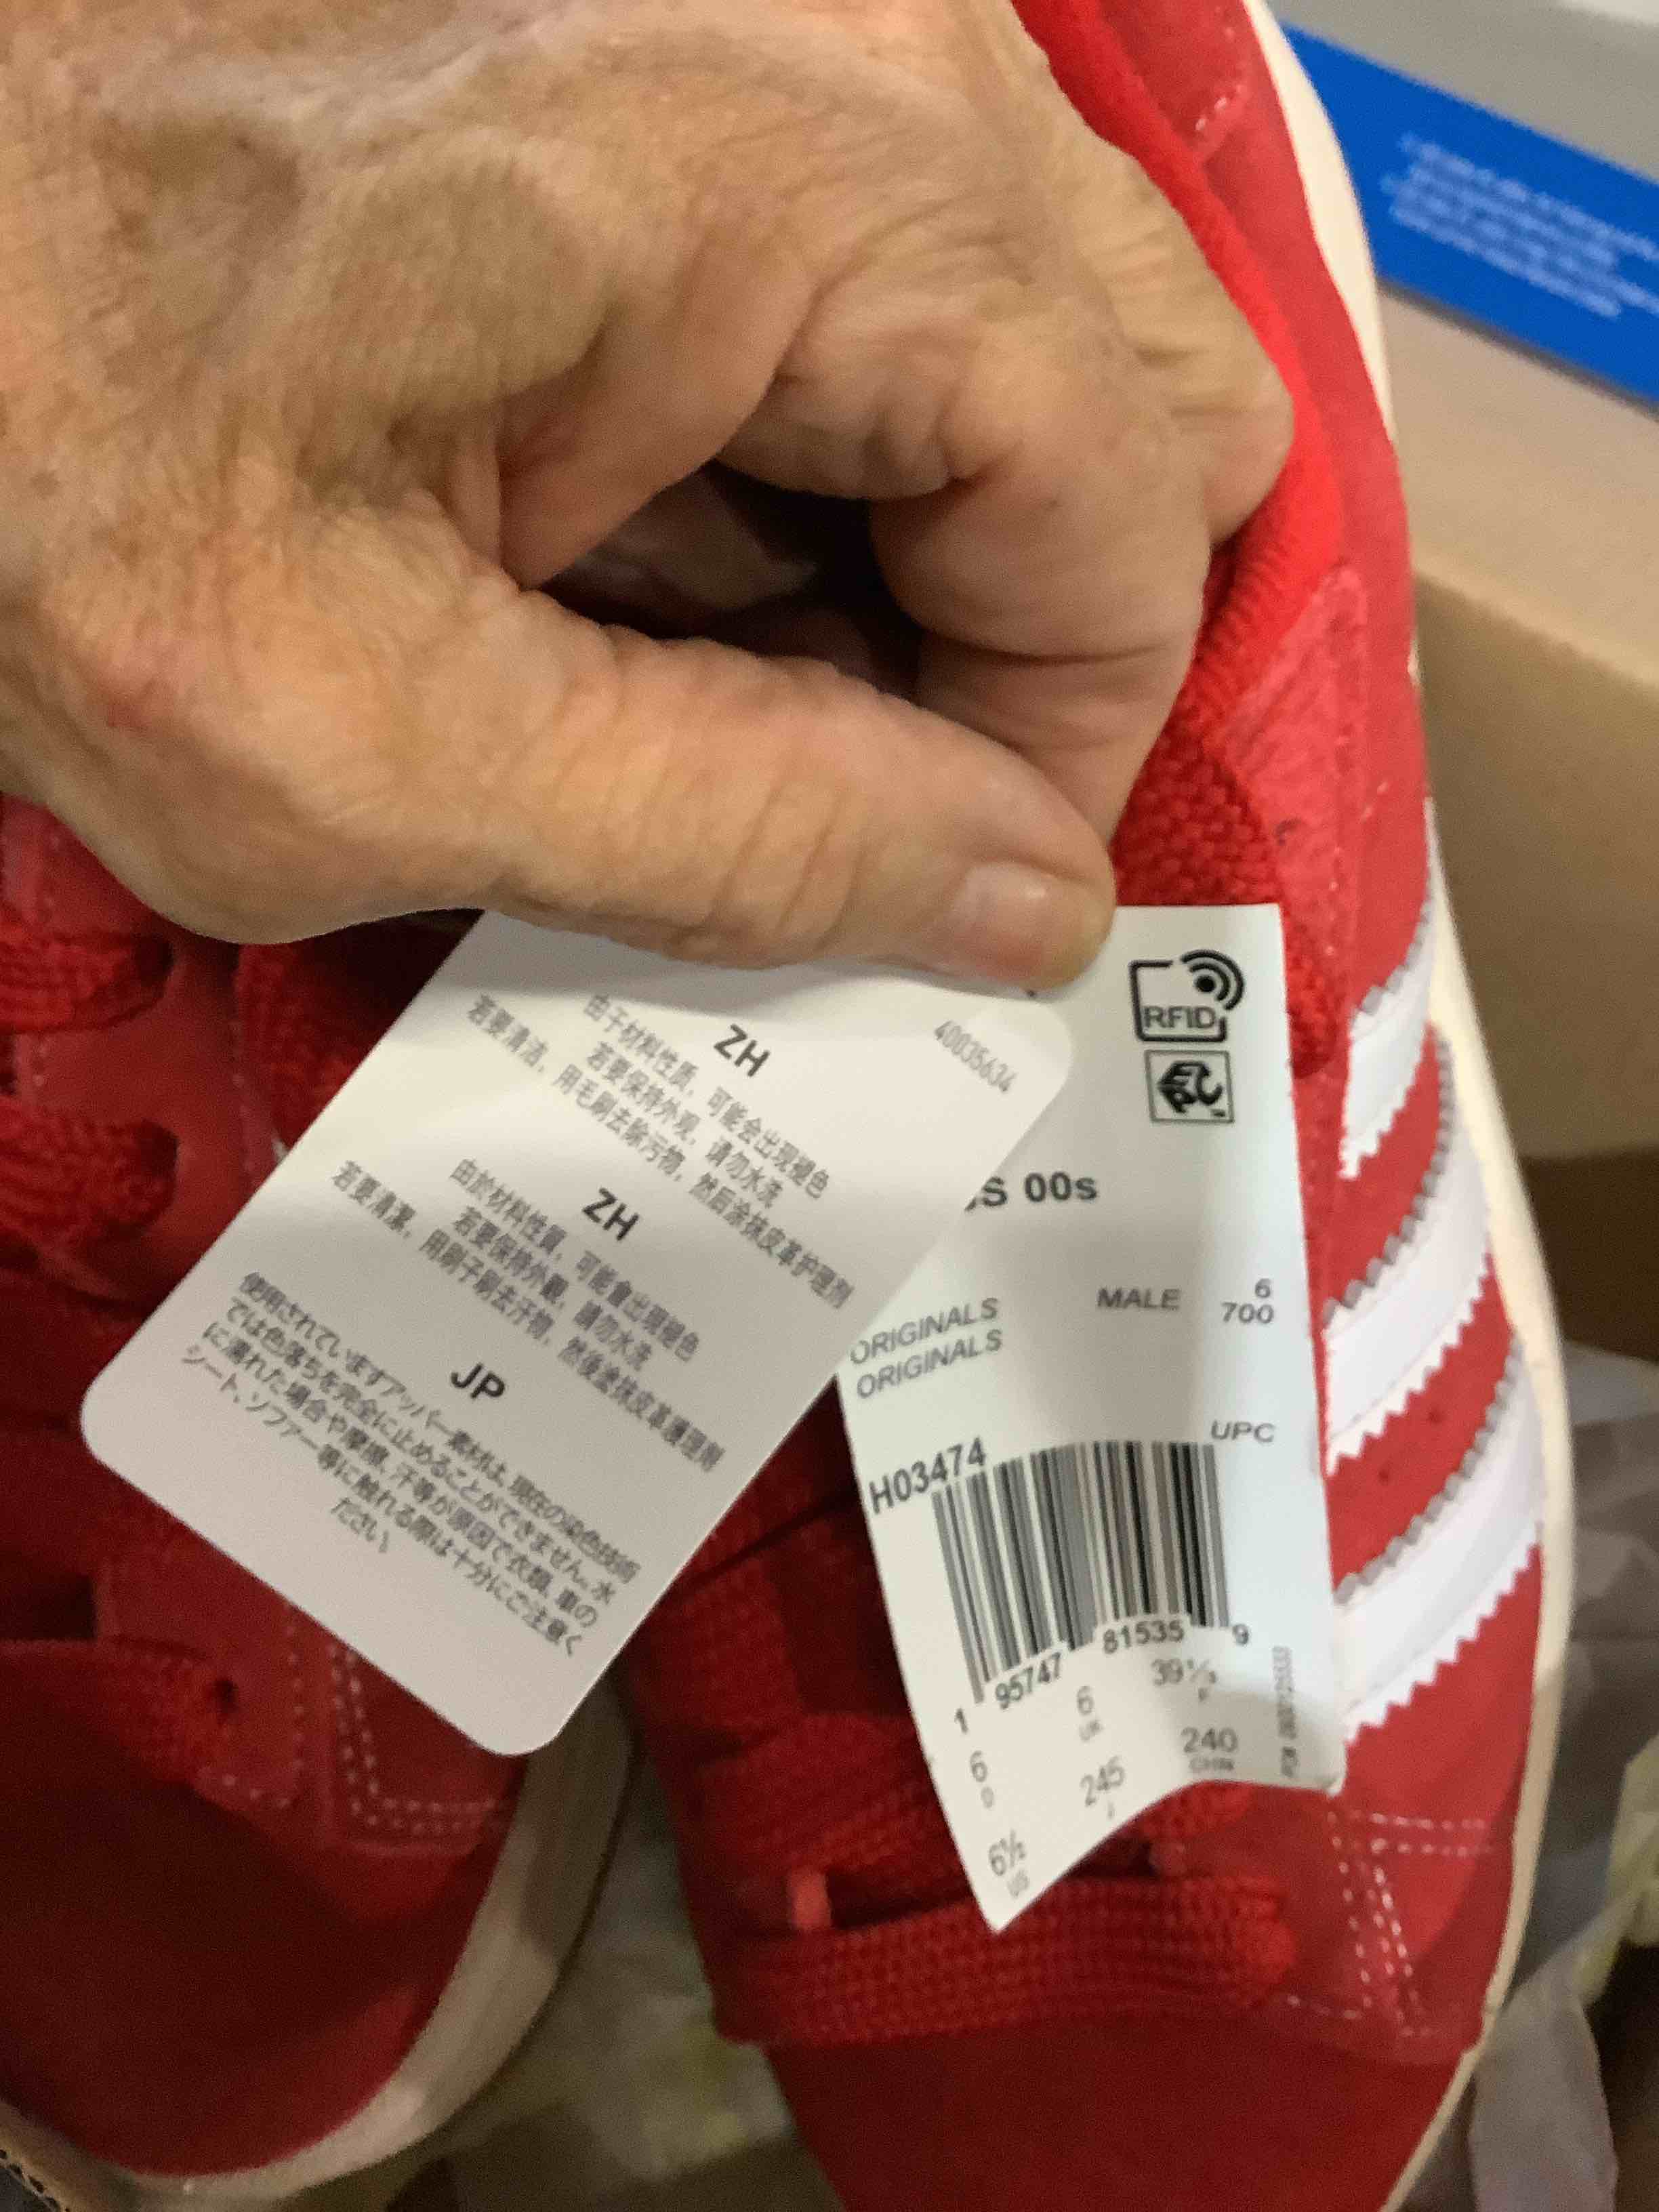 40035634
ZH
由于材料性质，可能会出现褪色
若要保持外观，请勿水洗
若要清洁，用毛刷去除污物，然后涂抹皮革护理剂
ZH
由於材料性質，可能會出現褪色
若要保持外觀，請勿水洗
若要清潔，用刷子刷去汙物，然後塗抹皮革護理劑
JP
使用されていますアッパー素材は、現在の染色技術
では色落ちを完全に止めることができません。水
に濡れた場合や摩擦、汗等が原因で衣類、車の
シート、ソファー等に触れる際は十分にご注意く
ださい
RFID
EPC
S 00s
MALE
6
700
ORIGINALS
ORIGINALS
UPC
H03474
1 95747 81535 9
6 D
6 UK
39⅓ F
6½ US
245 J
240 CHN